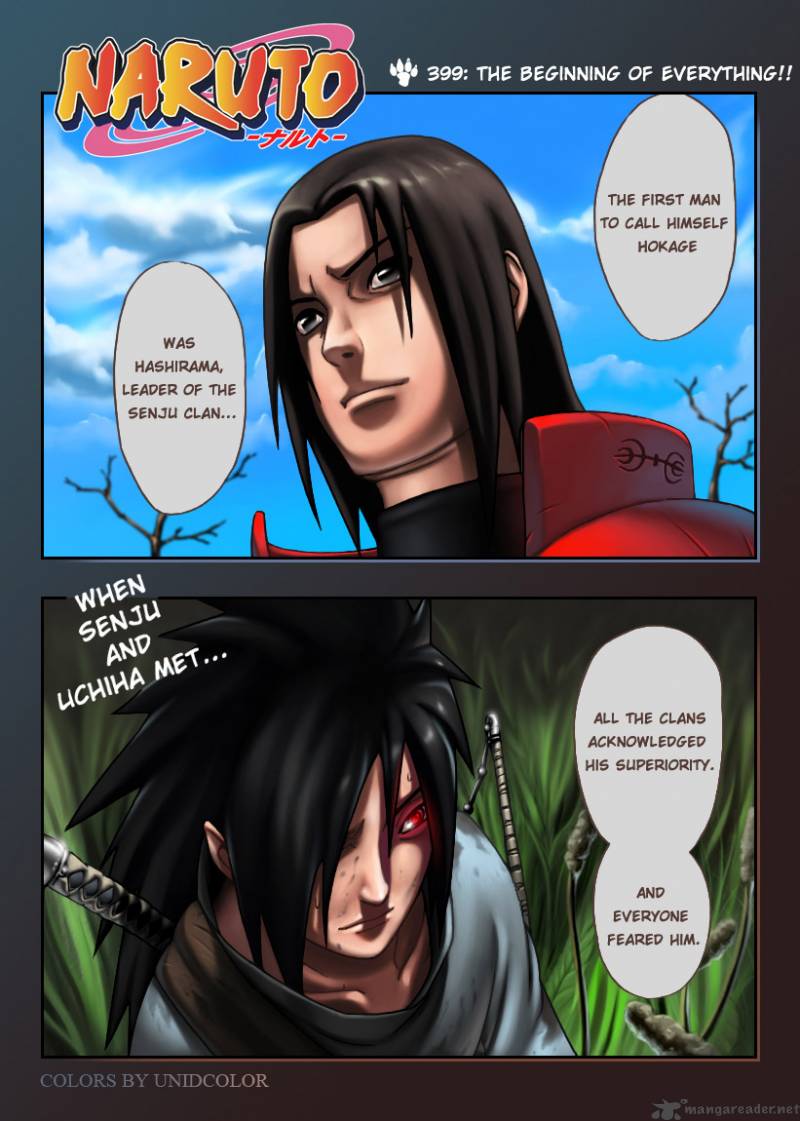 NARUTO
-ナルト-
399: THE BEGINNING OF EVERYTHING!!
THE FIRST MAN
TO CALL HIMSELF
HOKAGE
WAS
HASHIRAMA,
LEADER OF THE
SENJU CLAN...
WHEN
SENJU
AND
UCHIHA MET...
ALL THE CLANS
ACKNOWLEDGED
HIS SUPERIORITY.
AND
EVERYONE
FEARED HIM.
COLORS BY UNIDCOLOR
mangareader.net